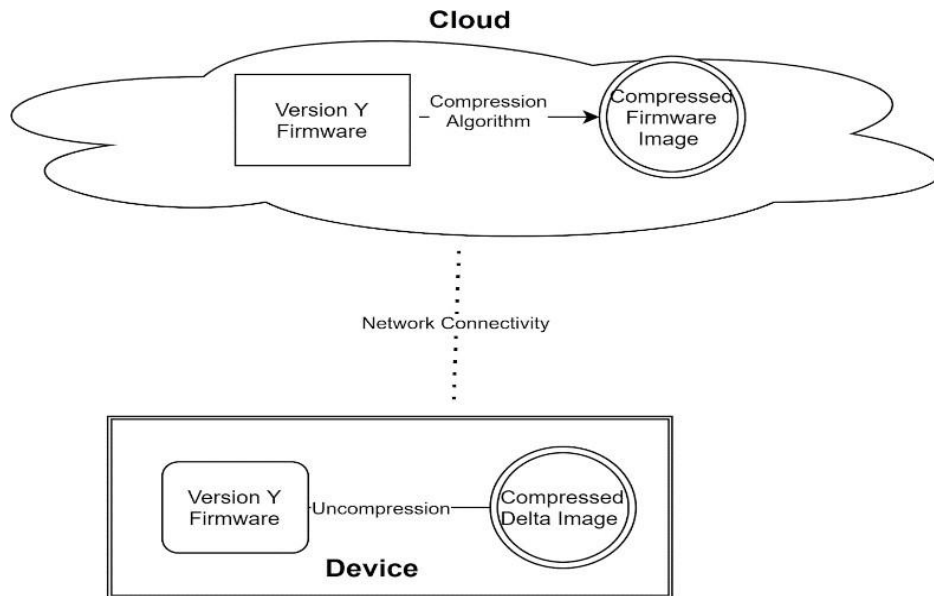 Cloud
Version Y
Firmware
Compression
Algorithm
Compressed
Firmware
Image
Network Connectivity
Version Y
Firmware
Uncompression
Compressed
Delta Image
Device